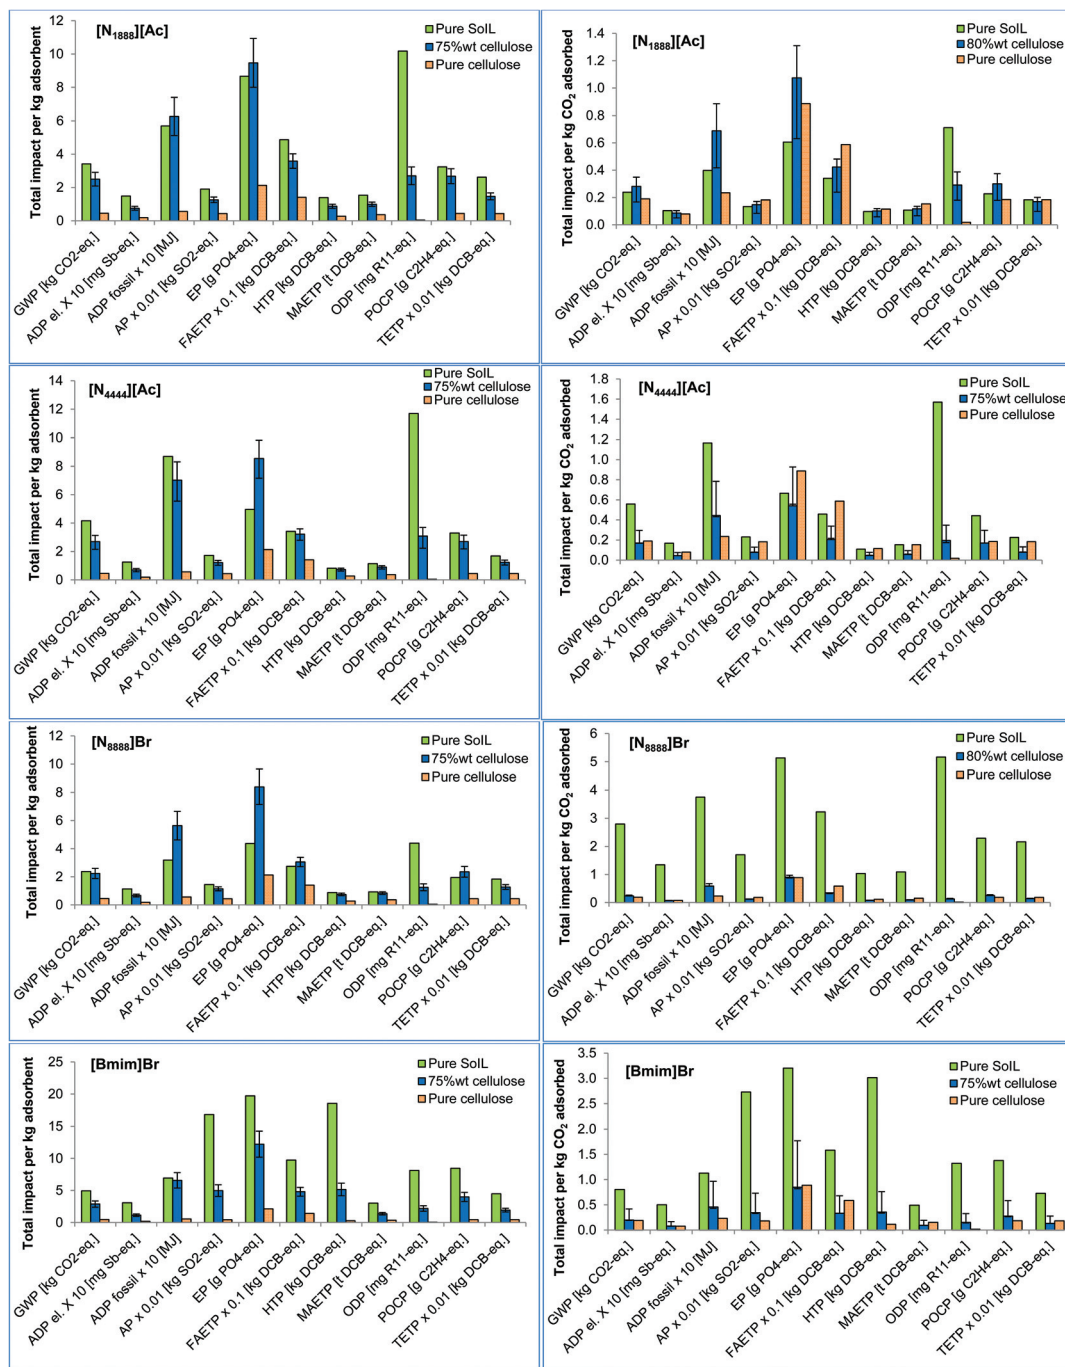 [N1888][Ac]
Pure SoIL
75%wt cellulose
Pure cellulose
Total impact per kg adsorbent
12
10
8
6
4
2
0
GWP [kg CO2-eq.]
ADP el. X 10 [mg Sb-eq.]
ADP fossil x 10 [MJ]
AP x 0.01 [kg SO2-eq.]
EP [g PO4-eq.]
FAETP x 0.1 [kg DCB-eq.]
HTP [kg DCB-eq.]
MAETP [t DCB-eq.]
ODP [mg R11-eq.]
POCP [g C2H4-eq.]
TETP x 0.01 [kg DCB-eq.]
[N1888][Ac]
Pure SoIL
80%wt cellulose
Pure cellulose
Total impact per kg CO2 adsorbed
1.4
1.2
1.0
0.8
0.6
0.4
0.2
0.0
GWP [kg CO2-eq.]
ADP el. X 10 [mg Sb-eq.]
ADP fossil x 10 [MJ]
AP x 0.01 [kg SO2-eq.]
EP [g PO4-eq.]
FAETP x 0.1 [kg DCB-eq.]
HTP [kg DCB-eq.]
MAETP [t DCB-eq.]
ODP [mg R11-eq.]
POCP [g C2H4-eq.]
TETP x 0.01 [kg DCB-eq.]
[N4444][Ac]
Pure SoIL
75%wt cellulose
Pure cellulose
Total impact per kg adsorbent
14
12
10
8
6
4
2
0
GWP [kg CO2-eq.]
ADP el. X 10 [mg Sb-eq.]
ADP fossil x 10 [MJ]
AP x 0.01 [kg SO2-eq.]
EP [g PO4-eq.]
FAETP x 0.1 [kg DCB-eq.]
HTP [kg DCB-eq.]
MAETP [t DCB-eq.]
ODP [mg R11-eq.]
POCP [g C2H4-eq.]
TETP x 0.01 [kg DCB-eq.]
[N4444][Ac]
Pure SoIL
75%wt cellulose
Pure cellulose
Total impact per kg CO2 adsorbed
1.8
1.6
1.4
1.2
1.0
0.8
0.6
0.4
0.2
0.0
GWP [kg CO2-eq.]
ADP el. X 10 [mg Sb-eq.]
ADP fossil x 10 [MJ]
AP x 0.01 [kg SO2-eq.]
EP [g PO4-eq.]
FAETP x 0.1 [kg DCB-eq.]
HTP [kg DCB-eq.]
MAETP [t DCB-eq.]
ODP [mg R11-eq.]
POCP [g C2H4-eq.]
TETP x 0.01 [kg DCB-eq.]
[N8888]Br
Pure SoIL
75%wt cellulose
Pure cellulose
Total impact per kg adsorbent
12
10
8
6
4
2
0
GWP [kg CO2-eq.]
ADP el. X 10 [mg Sb-eq.]
ADP fossil x 10 [MJ]
AP x 0.01 [kg SO2-eq.]
EP [g PO4-eq.]
FAETP x 0.1 [kg DCB-eq.]
HTP [kg DCB-eq.]
MAETP [t DCB-eq.]
ODP [mg R11-eq.]
POCP [g C2H4-eq.]
TETP x 0.01 [kg DCB-eq.]
[N8888]Br
Pure SoIL
80%wt cellulose
Pure cellulose
Total impact per kg CO2 adsorbed
6
5
4
3
2
1
0
GWP [kg CO2-eq.]
ADP el. X 10 [mg Sb-eq.]
ADP fossil x 10 [MJ]
AP x 0.01 [kg SO2-eq.]
EP [g PO4-eq.]
FAETP x 0.1 [kg DCB-eq.]
HTP [kg DCB-eq.]
MAETP [t DCB-eq.]
ODP [mg R11-eq.]
POCP [g C2H4-eq.]
TETP x 0.01 [kg DCB-eq.]
[Bmim]Br
Pure SoIL
75%wt cellulose
Pure cellulose
Total impact per kg adsorbent
25
20
15
10
5
0
GWP [kg CO2-eq.]
ADP el. X 10 [mg Sb-eq.]
ADP fossil x 10 [MJ]
AP x 0.01 [kg SO2-eq.]
EP [g PO4-eq.]
FAETP x 0.1 [kg DCB-eq.]
HTP [kg DCB-eq.]
MAETP [t DCB-eq.]
ODP [mg R11-eq.]
POCP [g C2H4-eq.]
TETP x 0.01 [kg DCB-eq.]
[Bmim]Br
Pure SoIL
75%wt cellulose
Pure cellulose
Total impact per kg CO2 adsorbed
3.5
3.0
2.5
2.0
1.5
1.0
0.5
0.0
GWP [kg CO2-eq.]
ADP el. X 10 [mg Sb-eq.]
ADP fossil x 10 [MJ]
AP x 0.01 [kg SO2-eq.]
EP [g PO4-eq.]
FAETP x 0.1 [kg DCB-eq.]
HTP [kg DCB-eq.]
MAETP [t DCB-eq.]
ODP [mg R11-eq.]
POCP [g C2H4-eq.]
TETP x 0.01 [kg DCB-eq.]